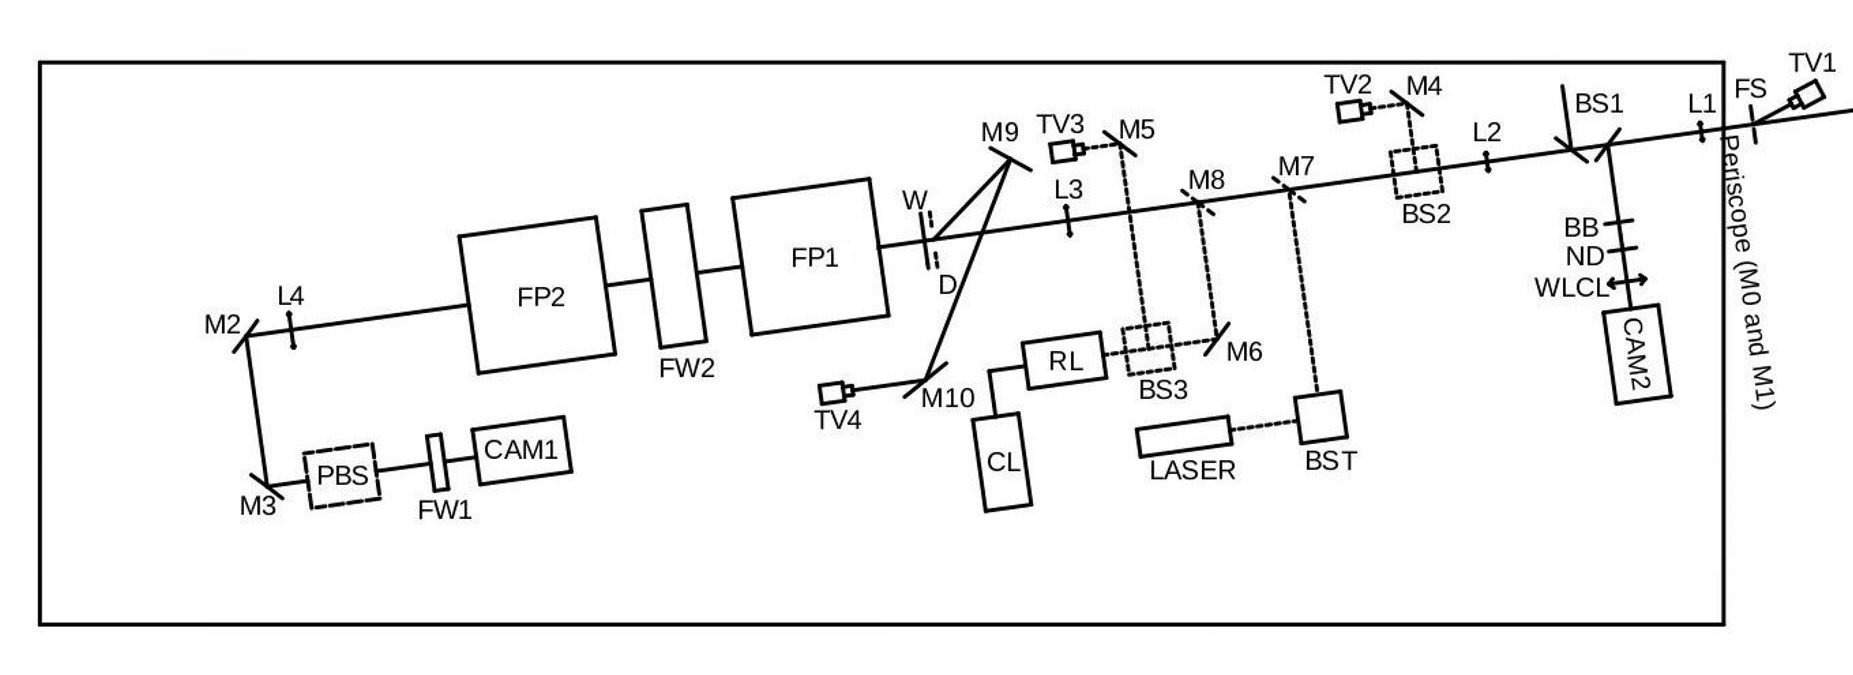 TV1
FS
L1
BS1
TV2
M4
L2
BS2
M7
M8
TV3
M5
L3
M9
W
D
FP1
FW2
FP2
L4
M2
M3
PBS
FW1
CAM1
TV4
M10
RL
CL
BS3
M6
LASER
BST
BB
ND
WLCL
CAM2
Periscope (M0 and M1)